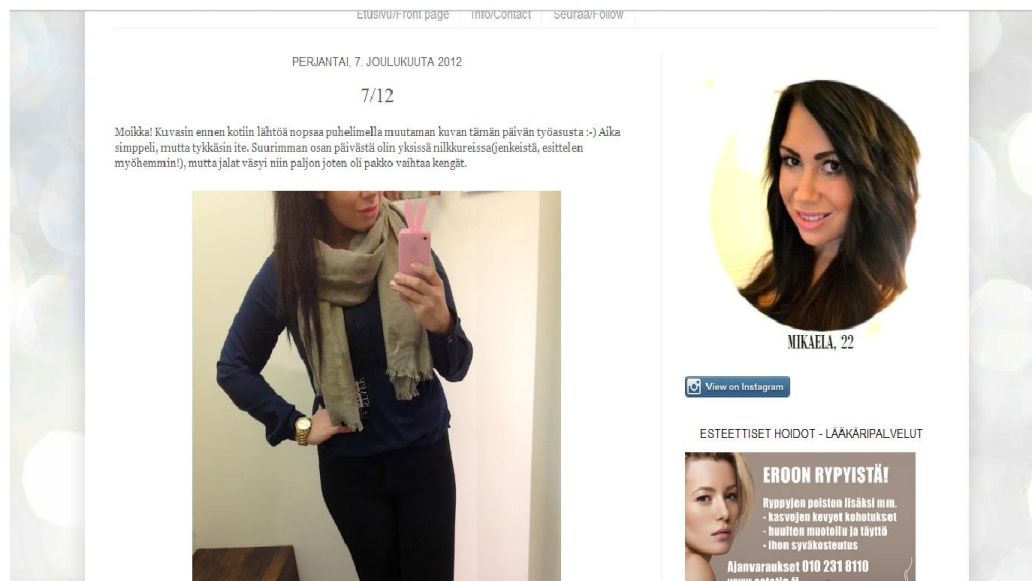 Etusivu/Front page
Info/Contact
Seuraa/Follow
PERJANTAI, 7. JOULUKUUTA 2012
7/12
Moikka! Kuvasin ennen kotiin lähtöä nopsaa puhelimella muutaman kuvan tämän päivän työasusta :-) Aika
simppeli, mutta tykkäsin ite. Suurimman osan päivästä olin yksissä nilkkureissa(jenkeistä, esittelen
myöhemmin!), mutta jalat väsyi niin paljon joten oli pakko vaihtaa kengät.
MIKAELA, 22
View on Instagram
ESTEETTISET HOIDOT - LÄÄKÄRIPALVELUT
EROON RYPYISTÄ!
Ryppyjen poiston lisäksi mm.
- kasvojen kevyet kohotukset
- huulten muotoilu ja täyttö
- ihon syväkosteutus
Ajanvaraukset 010 231 8110